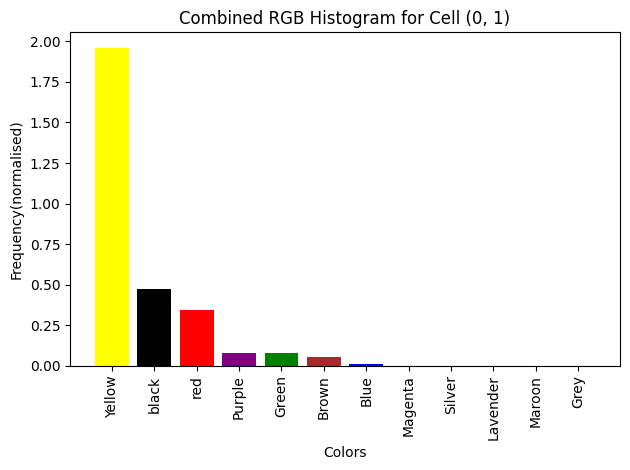 Combined RGB Histogram for Cell (0, 1)
Frequency(normalised)
2.00
1.75
1.50
1.25
1.00
0.75
0.50
0.25
0.00
Yellow
black
red
Purple
Green
Brown
Blue
Magenta
Silver
Lavender
Maroon
Grey
Colors